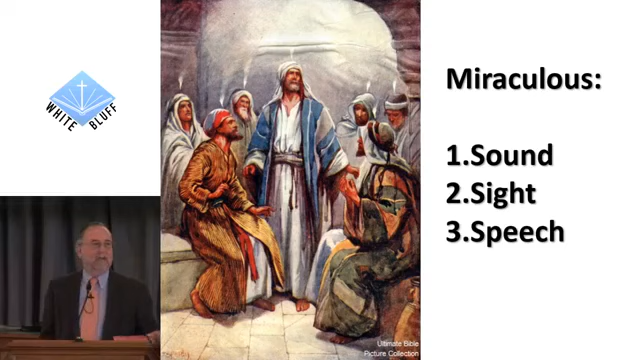 WHITE BLUFF
Miraculous:
1.Sound
2.Sight
3.Speech
Ultimate Bible
Picture Collection